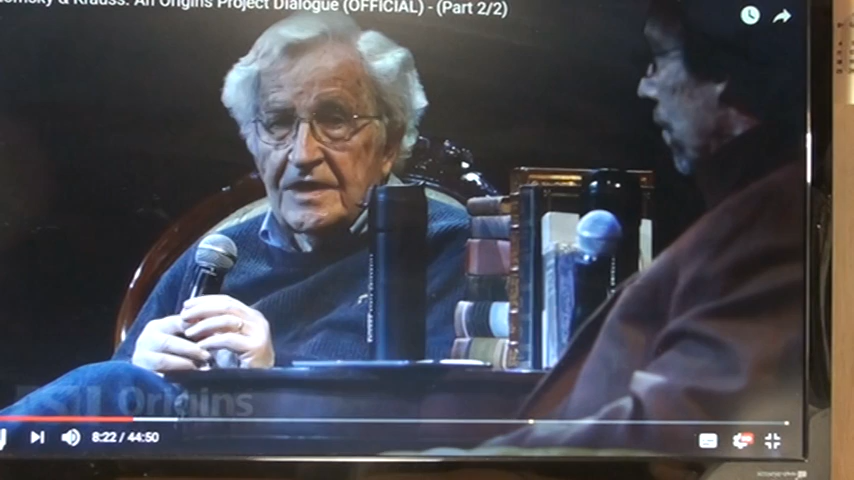 omsky & Krauss: An Origins Project Dialogue (OFFICIAL) - (Part 2/2)
Origins
8:22 / 44:50